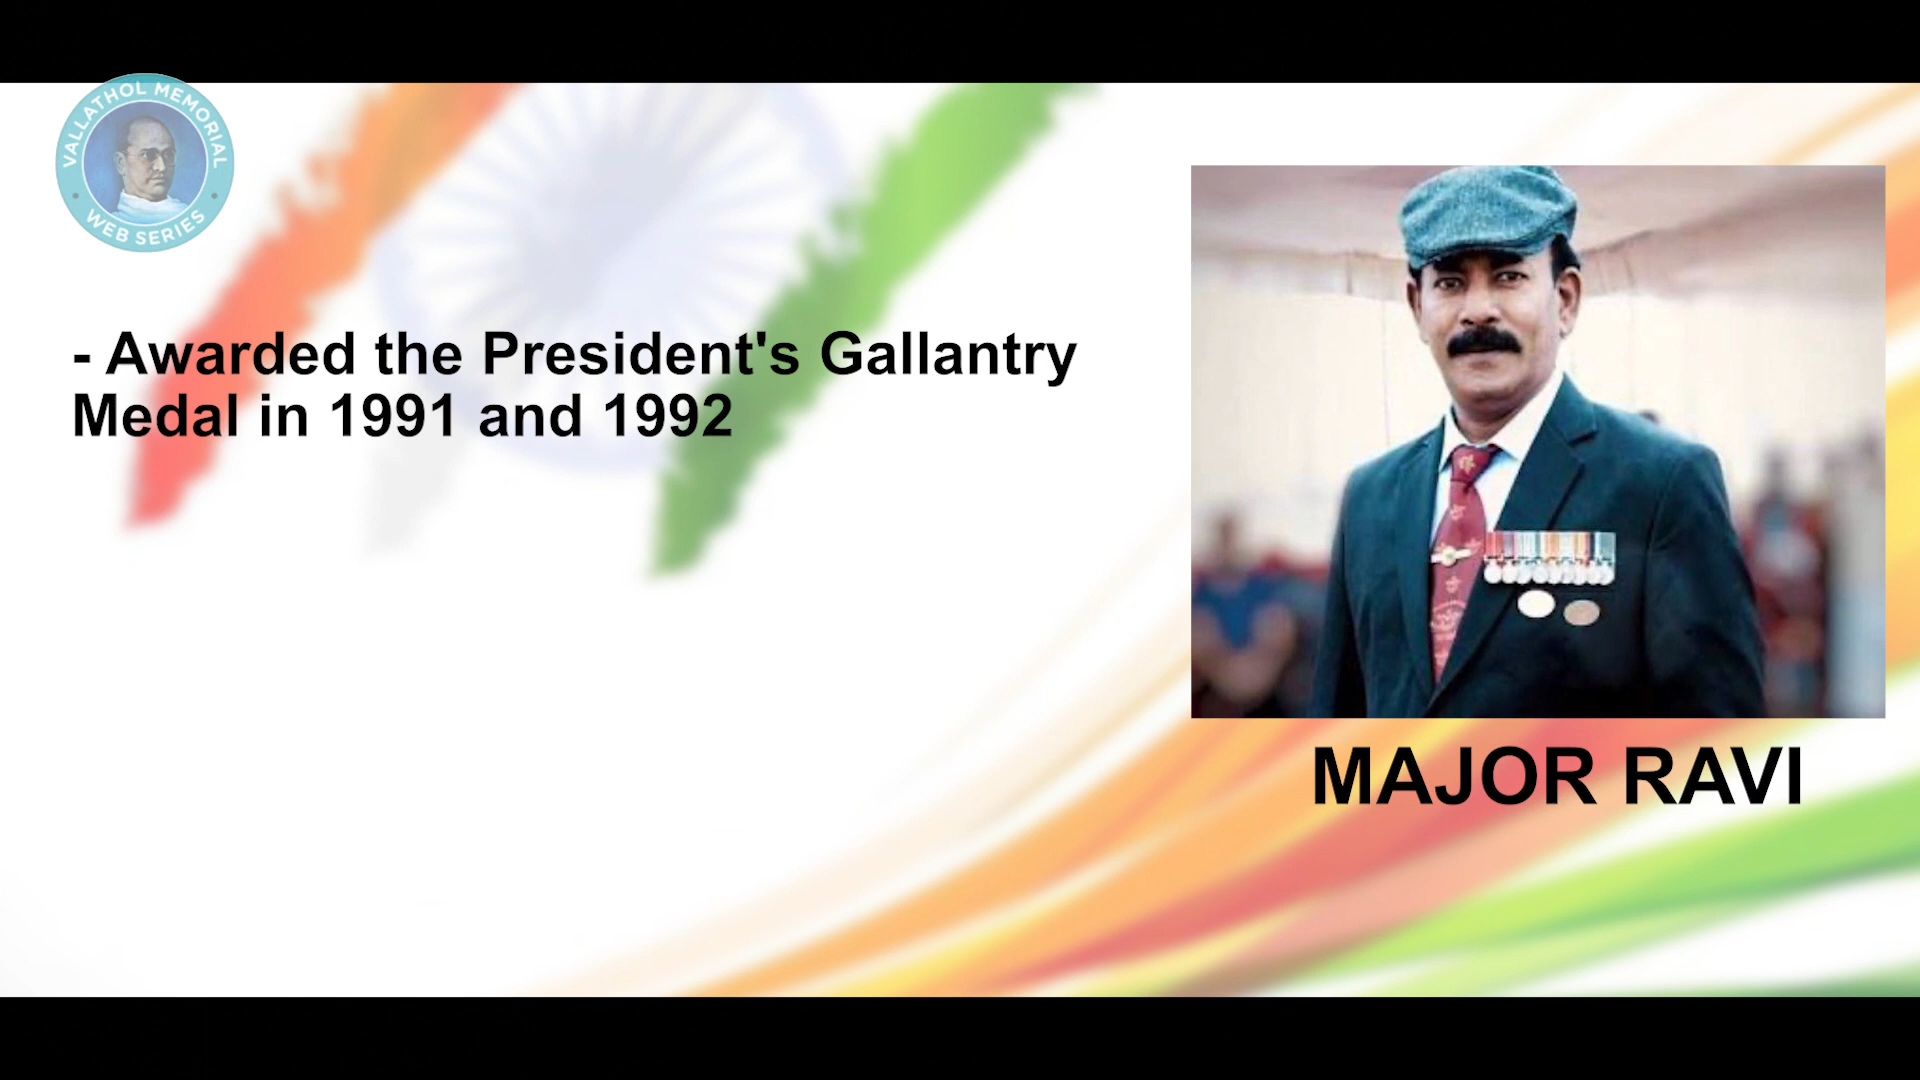 VALLATHOL MEMORIAL
WEB SERIES
- Awarded the President's Gallantry
Medal in 1991 and 1992
MAJOR RAVI